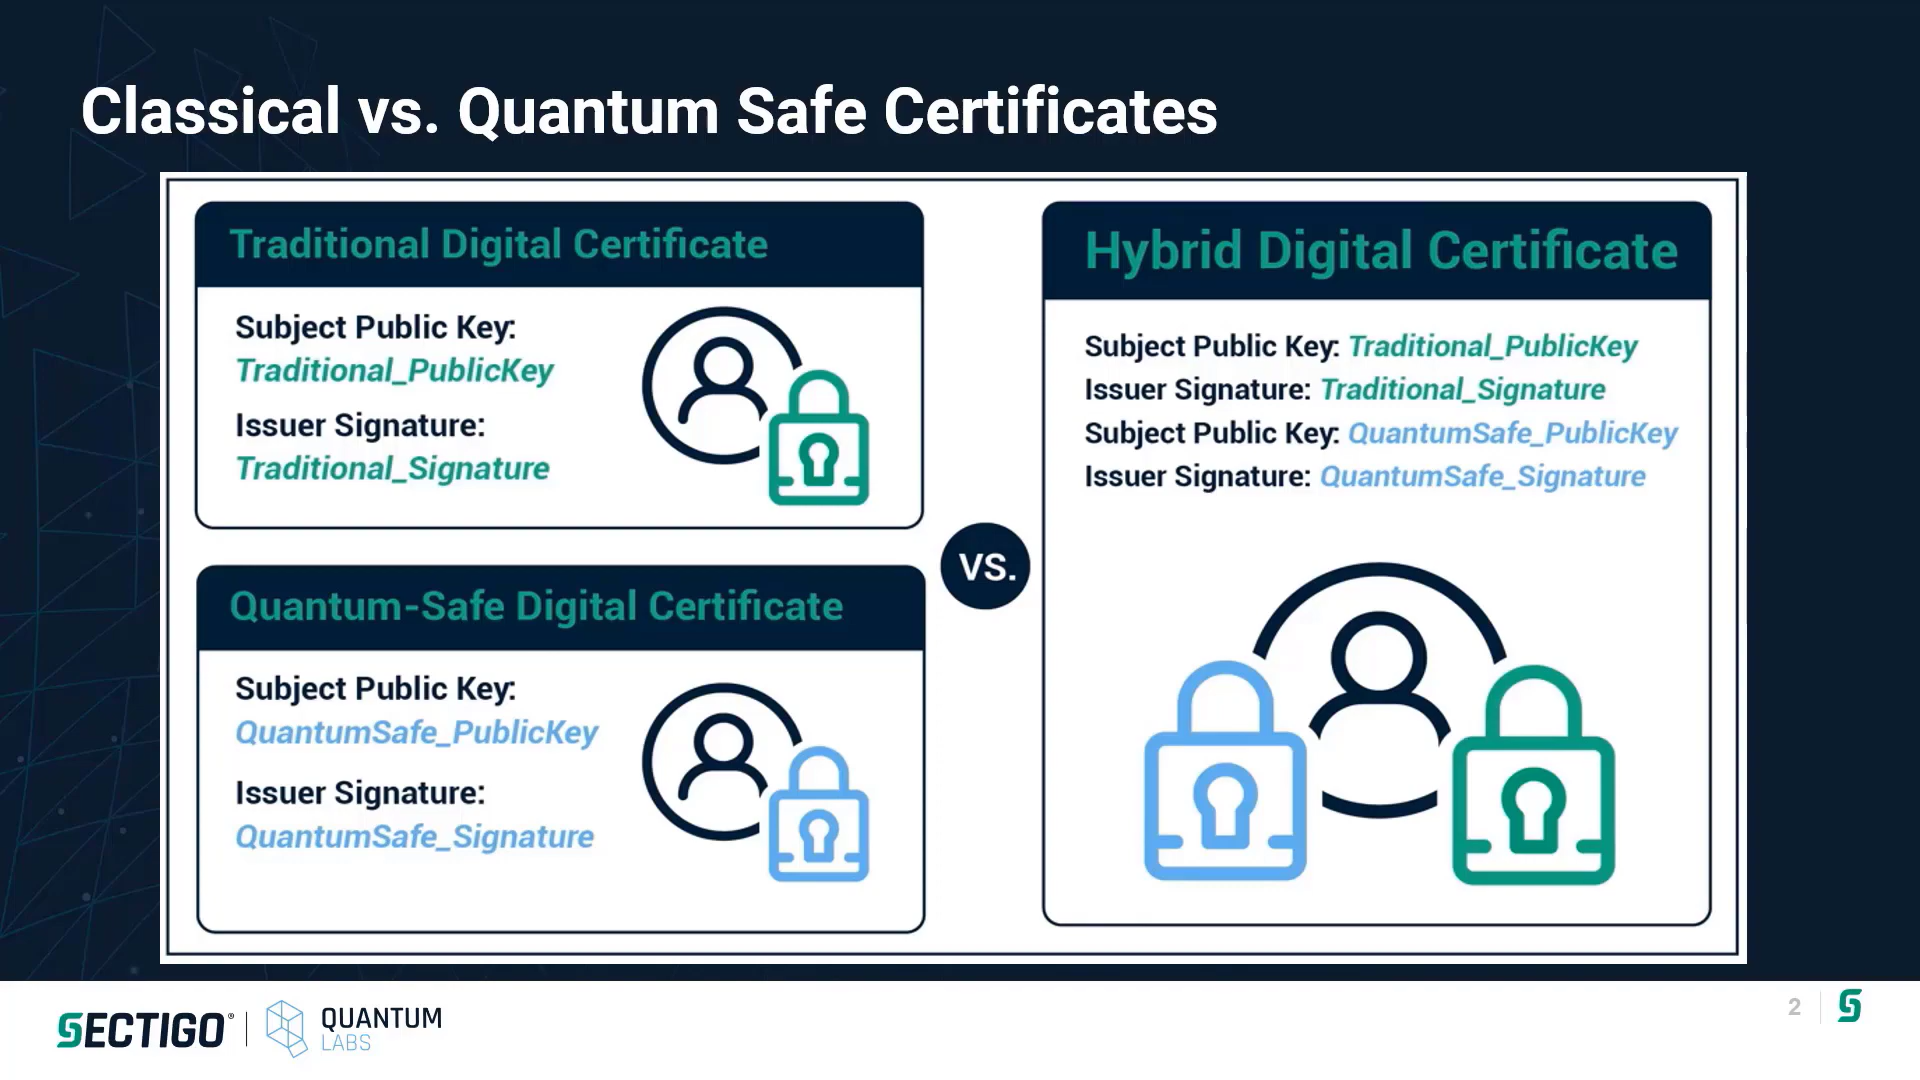 Classical vs. Quantum Safe Certificates
Traditional Digital Certificate
Subject Public Key:
Traditional_PublicKey
Issuer Signature:
Traditional_Signature
Quantum-Safe Digital Certificate
Subject Public Key:
QuantumSafe_PublicKey
Issuer Signature:
QuantumSafe_Signature
VS.
Hybrid Digital Certificate
Subject Public Key: Traditional_PublicKey
Issuer Signature: Traditional_Signature
Subject Public Key: QuantumSafe_PublicKey
Issuer Signature: QuantumSafe_Signature
SECTIGO®
QUANTUM
LABS
2
S